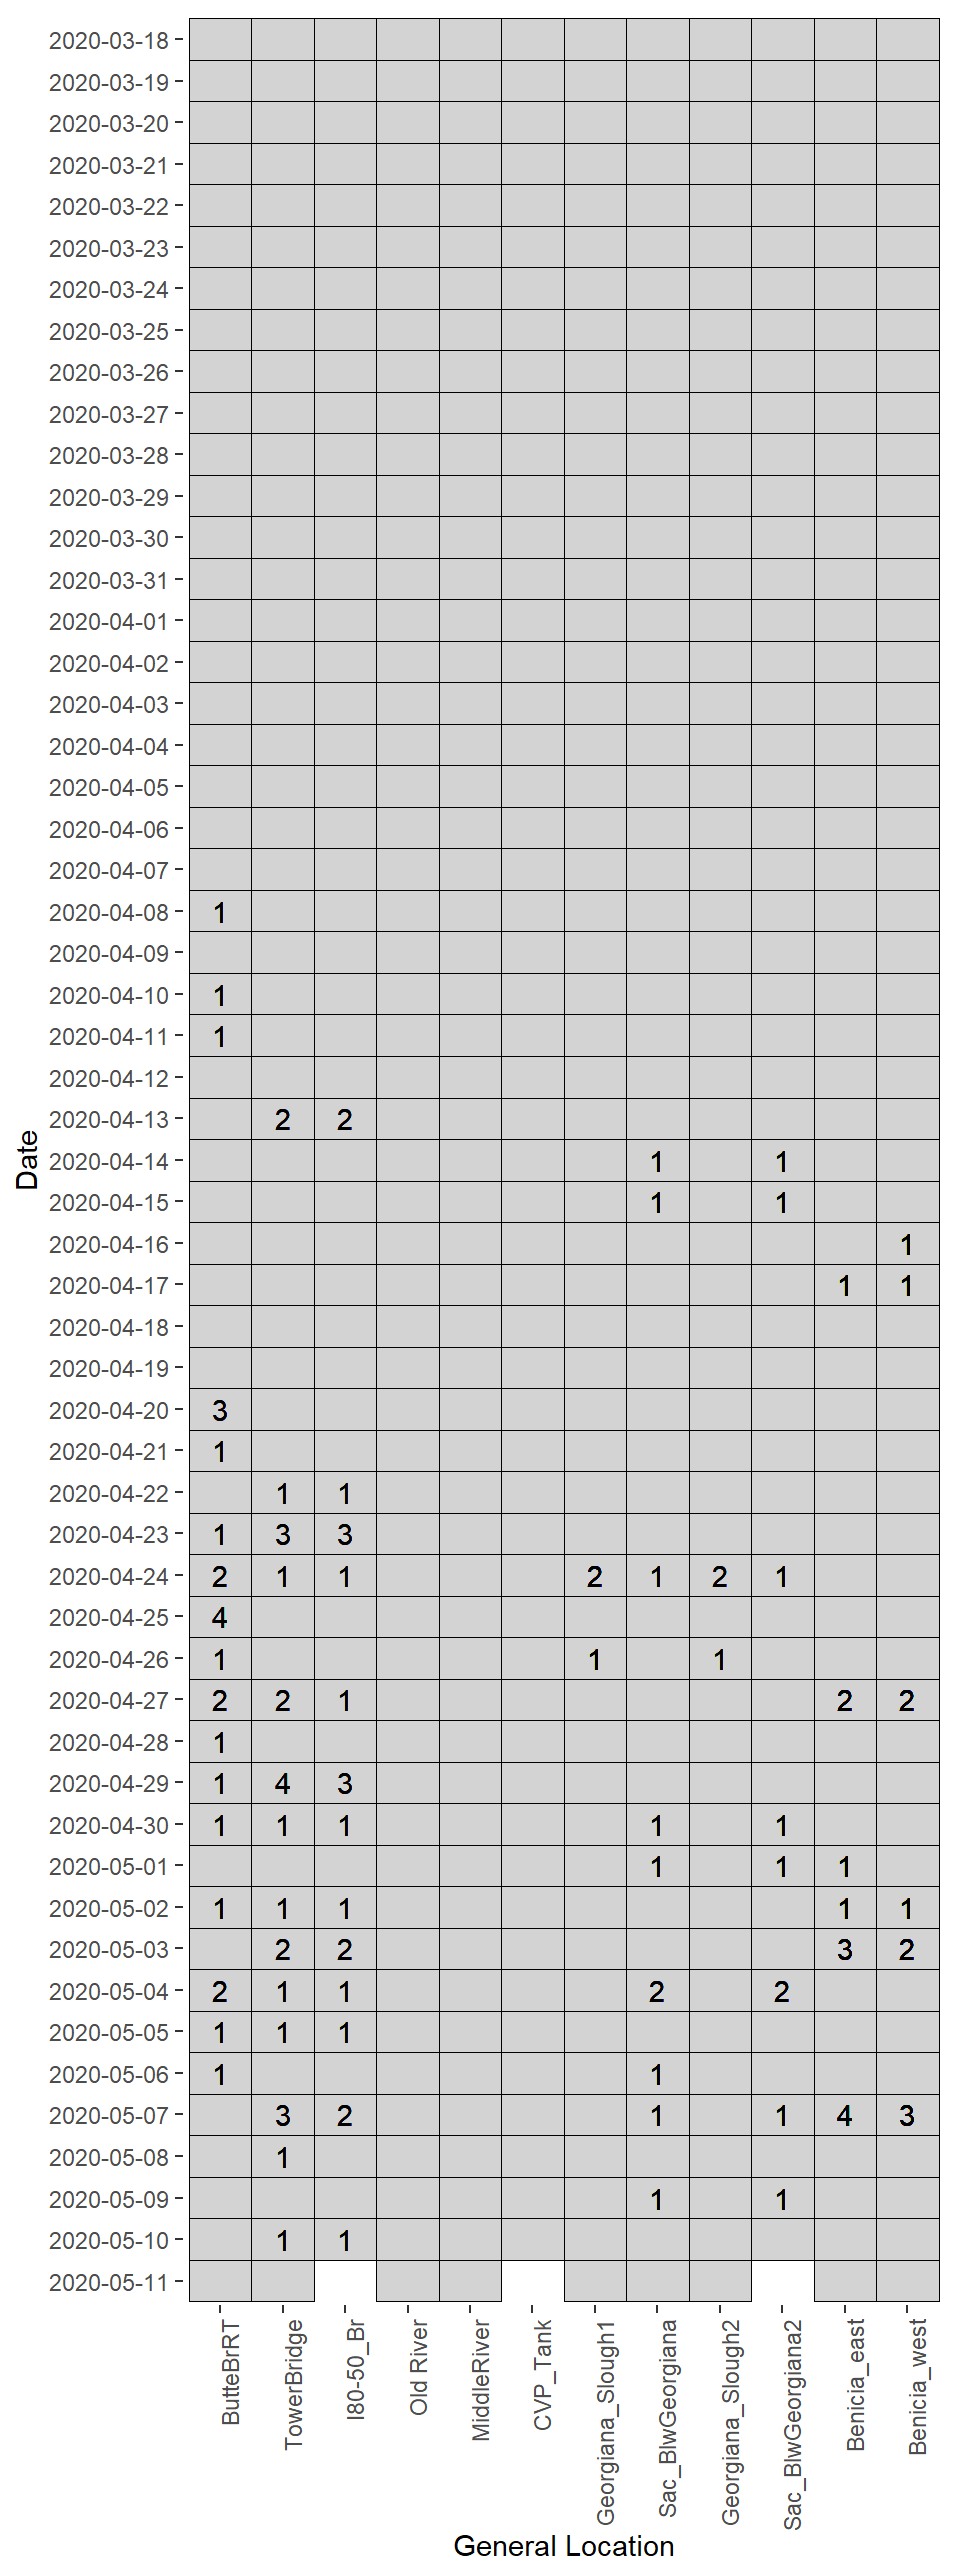 2020-03-18
2020-03-19
2020-03-20
2020-03-21
2020-03-22
2020-03-23
2020-03-24
2020-03-25
2020-03-26
2020-03-27
2020-03-28
2020-03-29
2020-03-30
2020-03-31
2020-04-01
2020-04-02
2020-04-03
2020-04-04
2020-04-05
2020-04-06
2020-04-07
2020-04-08 1
2020-04-09
2020-04-10 1
2020-04-11 1
2020-04-12
2020-04-13 2 2
Date
2020-04-14 1 1
2020-04-15 1 1
2020-04-16 1
2020-04-17 1 1
2020-04-18
2020-04-19
2020-04-20 3
2020-04-21 1
2020-04-22 1 1
2020-04-23 1 3 3
2020-04-24 2 1 1 2 1 2 1
2020-04-25 4
2020-04-26 1 1 1
2020-04-27 2 2 1 2 2
2020-04-28 1
2020-04-29 1 4 3
2020-04-30 1 1 1 1 1
2020-05-01 1 1 1
2020-05-02 1 1 1 1 1
2020-05-03 2 2 3 2
2020-05-04 2 1 1 2 2
2020-05-05 1 1 1
2020-05-06 1 1
2020-05-07 3 2 1 1 4 3
2020-05-08 1
2020-05-09 1 1
2020-05-10 1 1
2020-05-11
ButteBrRT
TowerBridge
I80-50_Br
Old River
MiddleRiver
CVP_Tank
Georgiana_Slough1
Sac_BlwGeorgiana
Georgiana_Slough2
Sac_BlwGeorgiana2
Benicia_east
Benicia_west
General Location